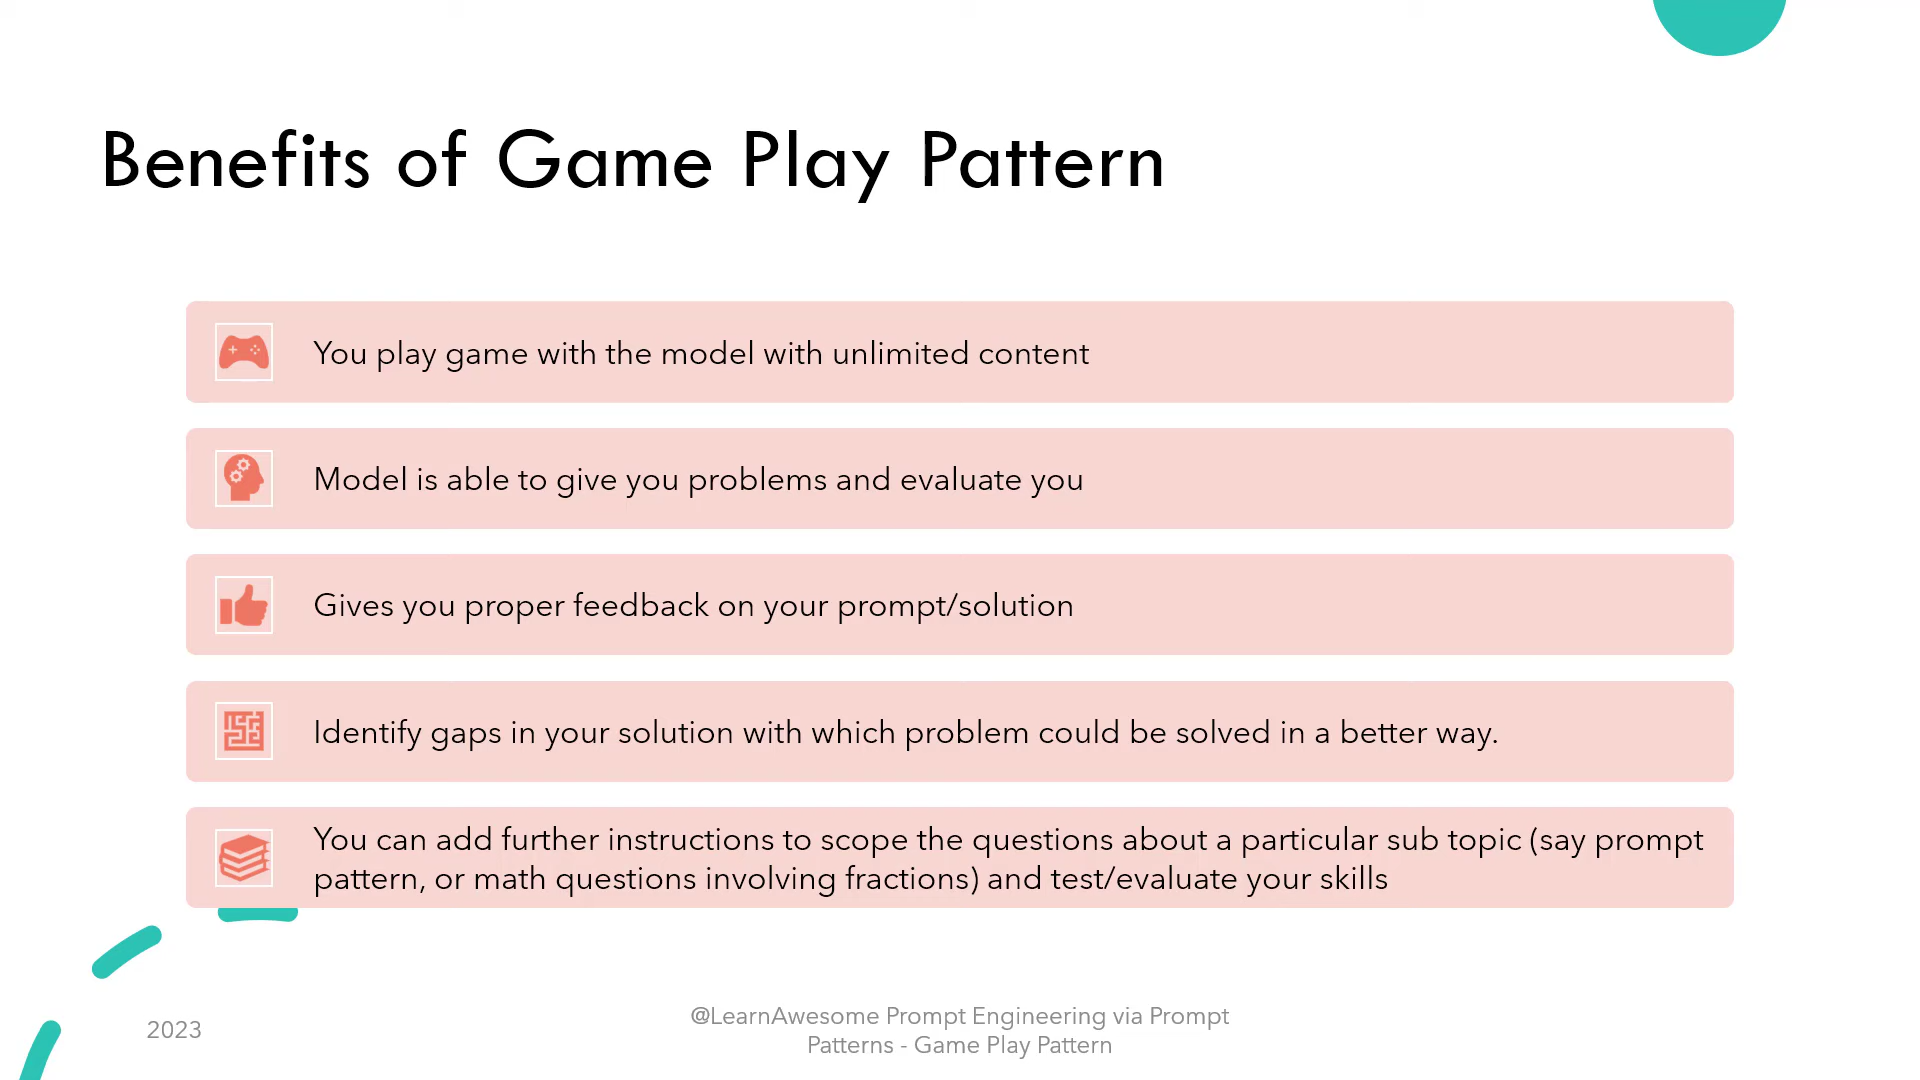 Benefits of Game Play Pattern
You play game with the model with unlimited content
Model is able to give you problems and evaluate you
Gives you proper feedback on your prompt/solution
Identify gaps in your solution with which problem could be solved in a better way.
You can add further instructions to scope the questions about a particular sub topic (say prompt
pattern, or math questions involving fractions) and test/evaluate your skills
2023
@LearnAwesome Prompt Engineering via Prompt
Patterns - Game Play Pattern